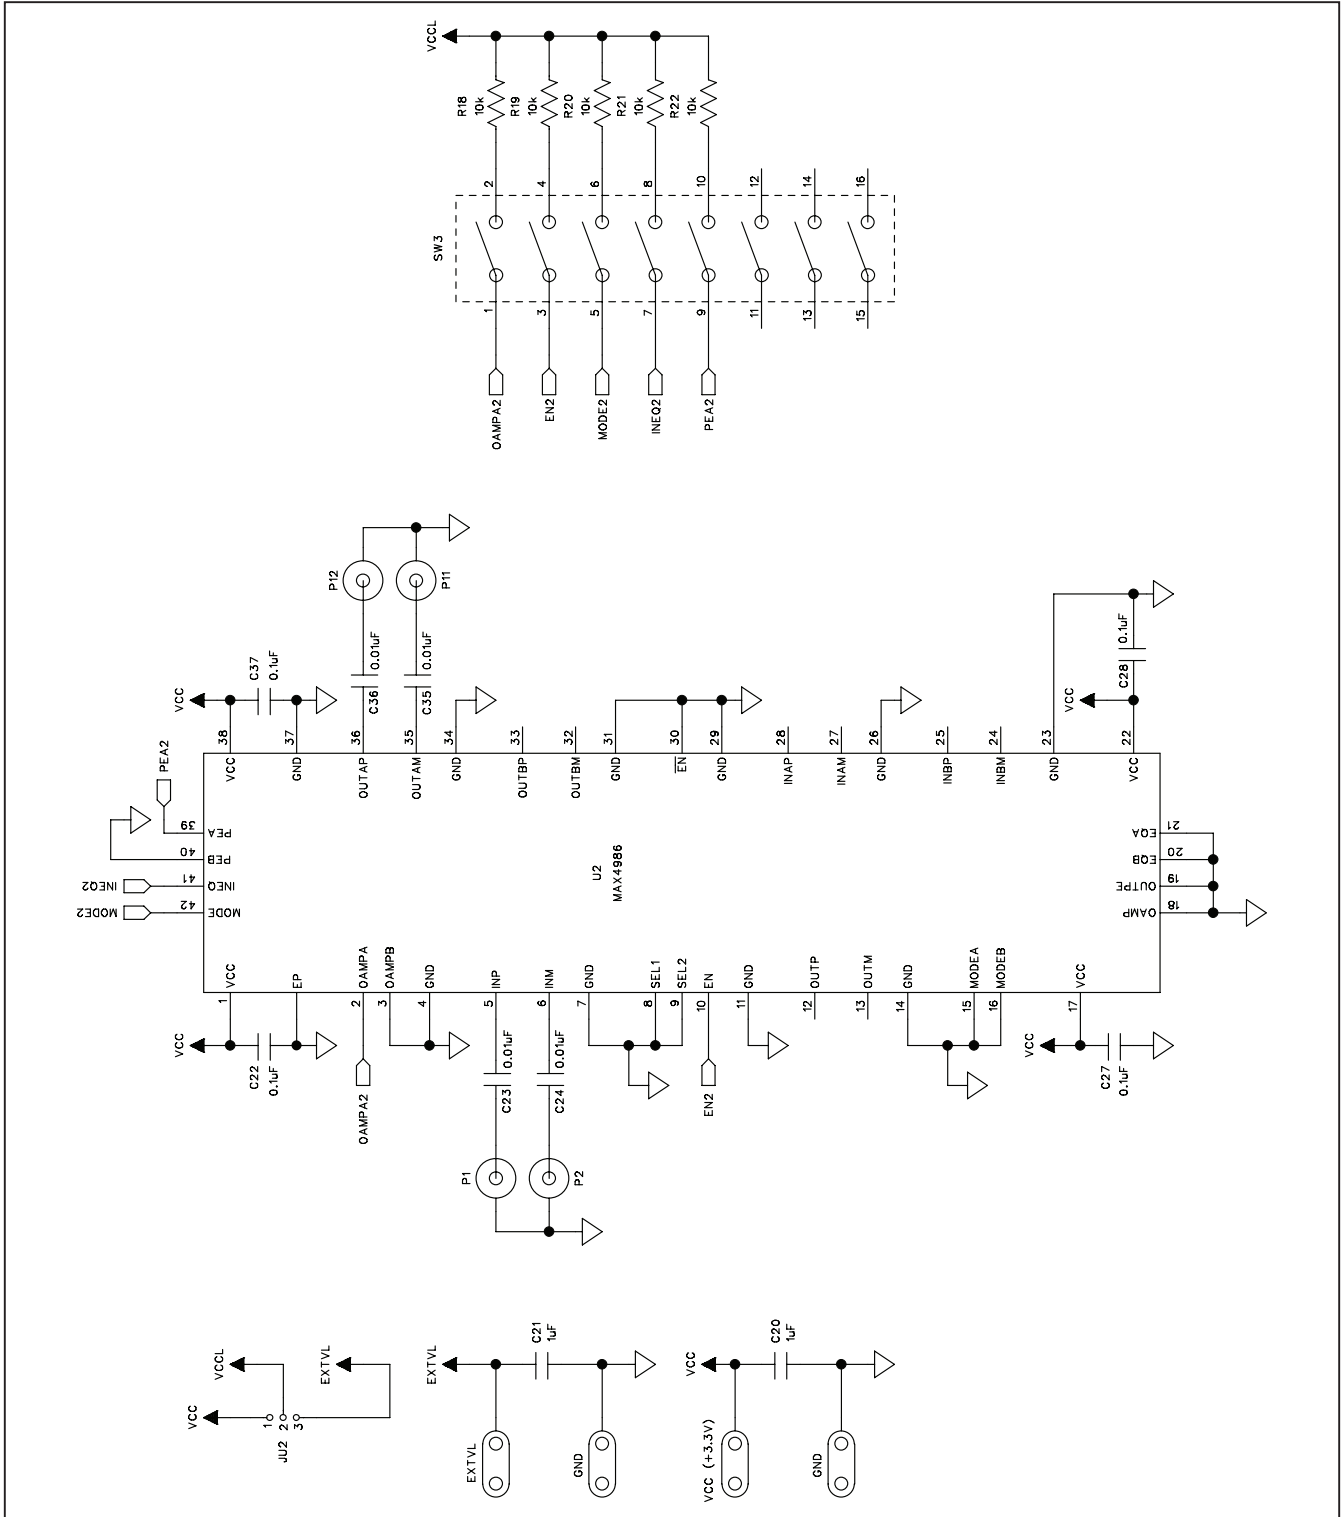 VCCL
R18
10k
R19
10k
R20
10k
R21
10k
R22
10k
2
4
6
8
10
12
14
16
SW3
1
3
5
7
9
11
13
15
OAMPA2
EN2
MODE2
INEQ2
PEA2
P12
P11
0.01uF
0.01uF
C36
C35
VCC
C37
0.1uF
0.1uF
C28
VCC
PEA2
INEQ2
MODE2
38
37
36
35
34
33
32
31
30
29
28
27
26
25
24
23
22
VCC
GND
OUTAP
OUTAM
GND
OUTBP
OUTBM
GND
EN
GND
INAP
INAM
GND
INBP
INBM
GND
VCC
39
PEA
40
PEB
41
INEQ
42
MODE
U2
MAX4986
EQA
21
EQB
20
OUTPE
19
OAMP
18
VCC
EP
OAMPA
OAMPB
GND
INP
INM
GND
SEL1
SEL2
EN
GND
OUTP
OUTM
GND
MODEA
MODEB
VCC
1
2
3
4
5
6
7
8
9
10
11
12
13
14
15
16
17
VCC
C22
0.1uF
OAMPA2
0.01uF
C23
0.01uF
C24
EN2
VCC
C27
0.1uF
P1
P2
VCC
VCCL
EXTVL
1
2
3
JU2
EXTVL
C21
1uF
EXTVL
GND
VCC
C20
1uF
VCC (+3.3V)
GND